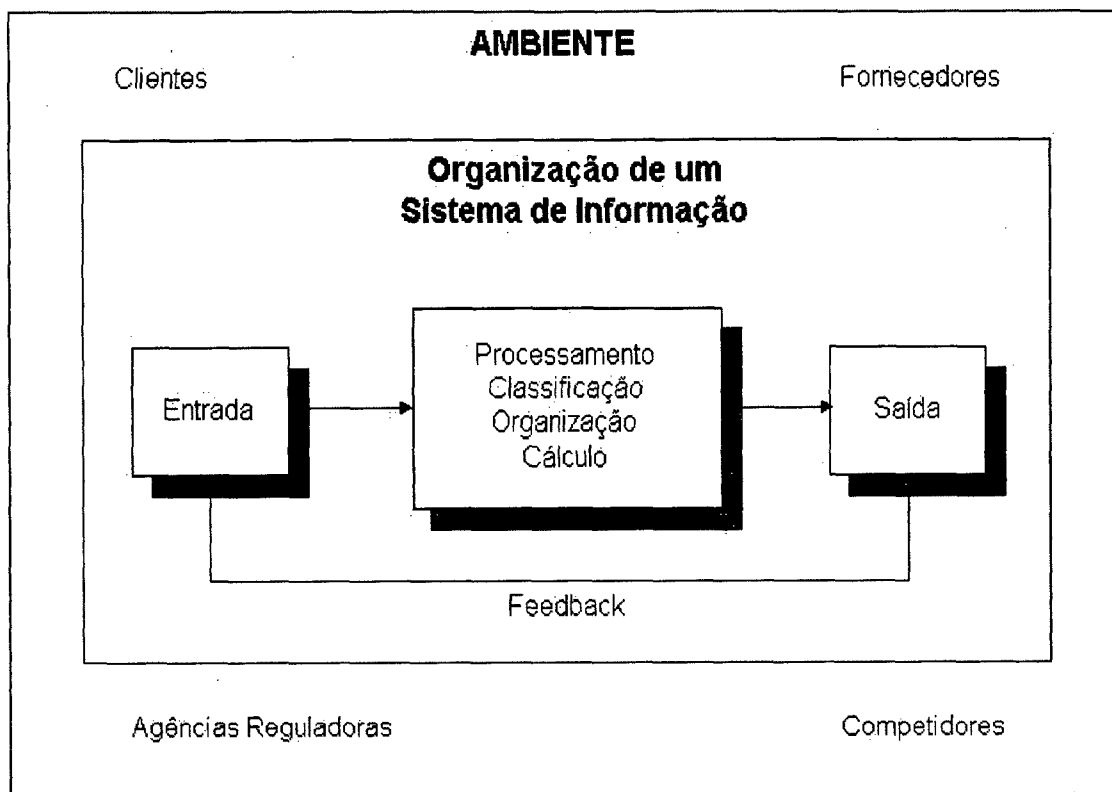 AMBIENTE
Clientes
Fornecedores
Organização de um
Sistema de Informação
Entrada
Processamento
Classificação
Organização
Cálculo
Saída
Feedback
Agências Reguladoras
Competidores